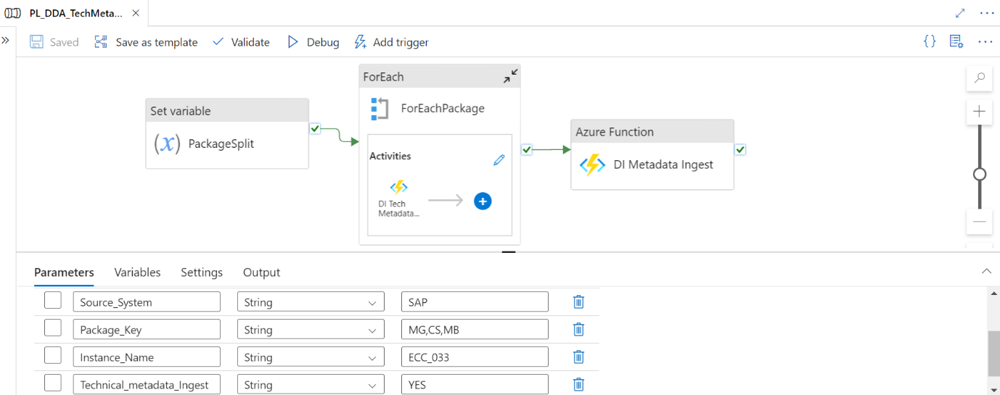 PL_DDA_TechMeta...
Saved
Save as template
Validate
Debug
Add trigger
{}
ForEach
Set variable
ForEachPackage
(x)
PackageSplit
Azure Function
Activities
DI Metadata Ingest
DI Tech
Metadata...
Parameters
Variables
Settings
Output
Source_System
String
SAP
Package_Key
String
MG,CS,MB
Instance_Name
String
ECC_033
Technical_metadata_Ingest
String
YES